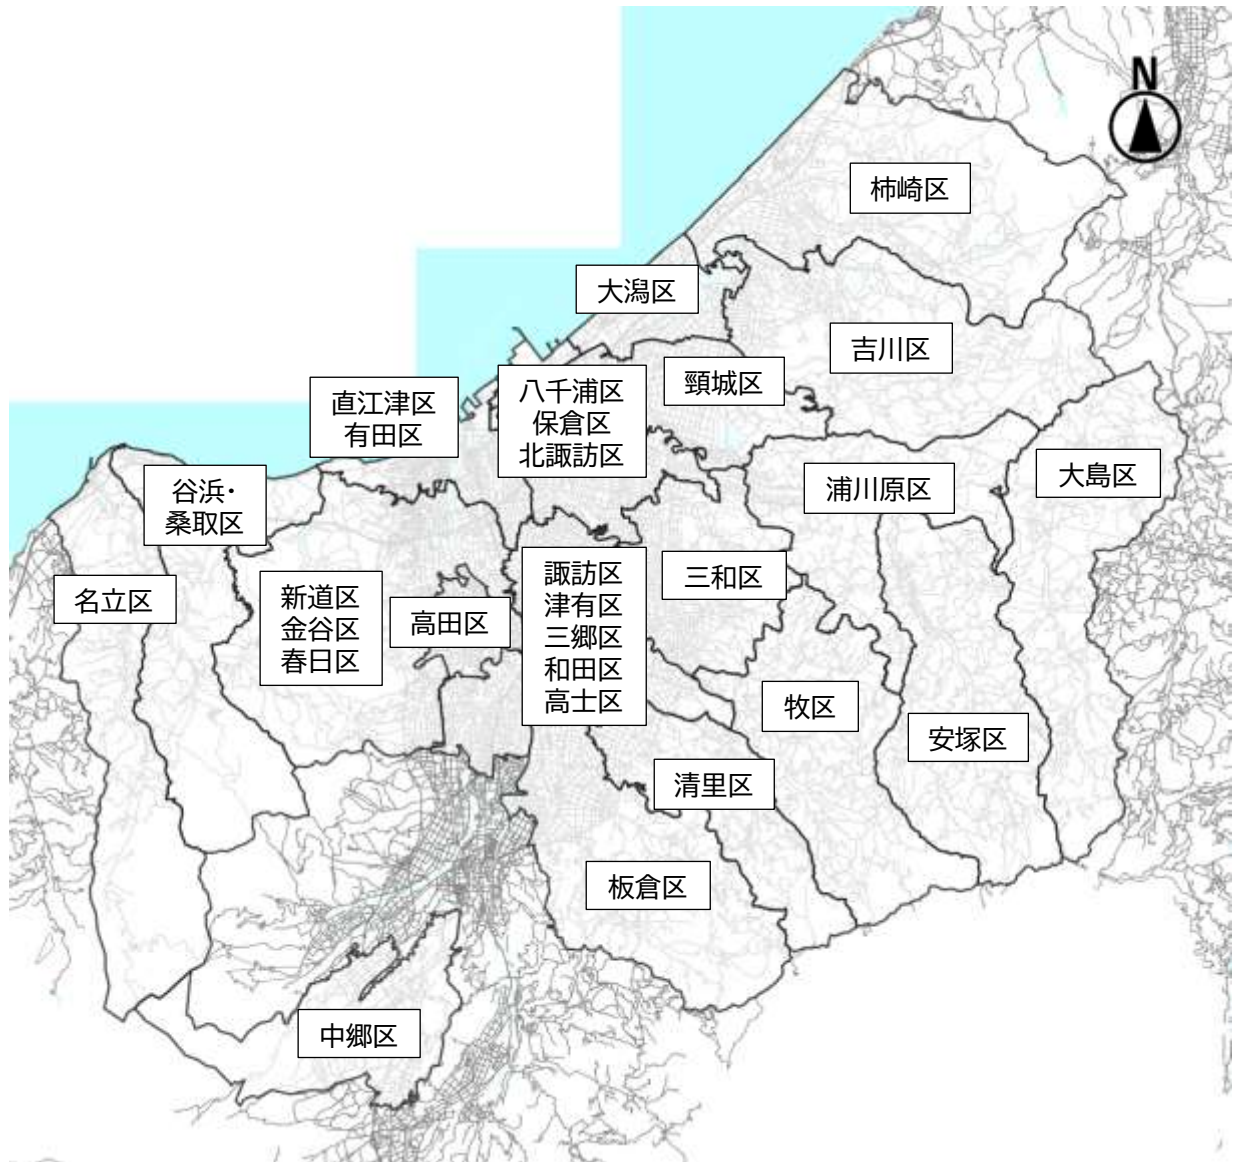 N
柿崎区
大潟区
吉川区
頸城区
直江津区
有田区
八千浦区
保倉区
北諏訪区
大島区
浦川原区
谷浜・
桑取区
名立区
新道区
金谷区
春日区
高田区
諏訪区
津有区
三郷区
和田区
高士区
三和区
牧区
安塚区
清里区
板倉区
中郷区